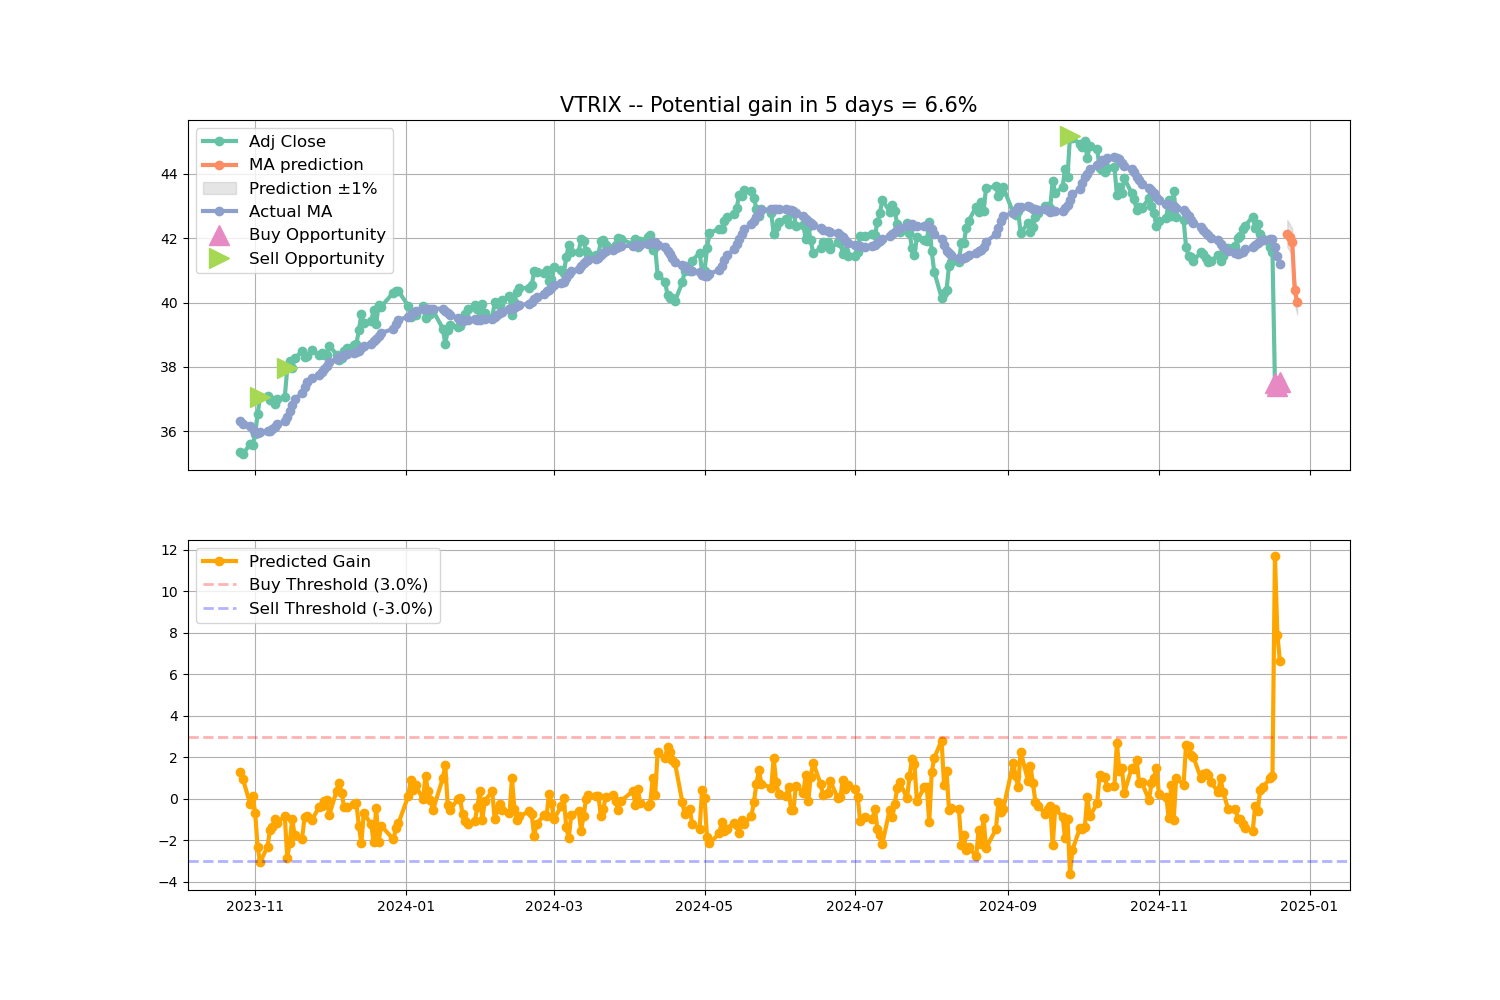 VTRIX -- Potential gain in 5 days = 6.6%
Adj Close
MA prediction
Prediction ±1%
Actual MA
Buy Opportunity
Sell Opportunity
44
42
40
38
36
Predicted Gain
Buy Threshold (3.0%)
Sell Threshold (-3.0%)
12
10
8
6
4
2
0
−2
−4
2023-11
2024-01
2024-03
2024-05
2024-07
2024-09
2024-11
2025-01